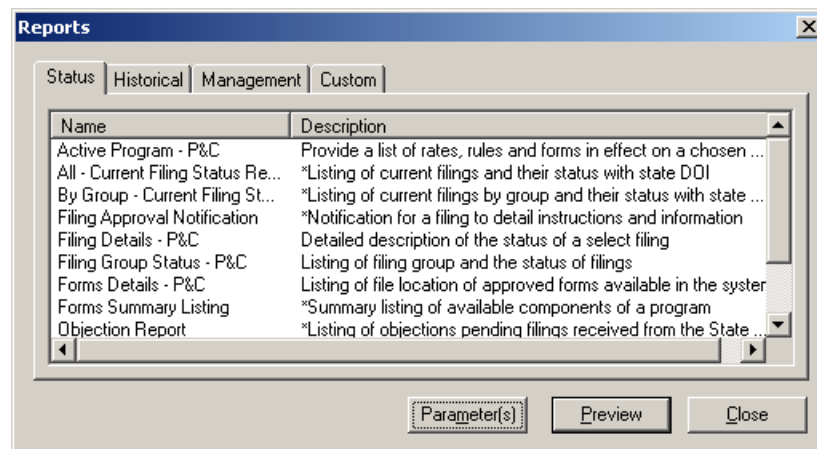 Reports
Status Historical Management Custom
Name Description
Active Program - P&C Provide a list of rates, rules and forms in effect on a chosen ...
All - Current Filing Status Re... *Listing of current filings and their status with state DOI
By Group - Current Filing St... *Listing of current filings by group and their status with state ...
Filing Approval Notification *Notification for a filing to detail instructions and information
Filing Details - P&C Detailed description of the status of a select filing
Filing Group Status - P&C Listing of filing group and the status of filings
Forms Details - P&C Listing of file location of approved forms available in the system
Forms Summary Listing *Summary listing of available components of a program
Objection Report *Listing of objections pending filings received from the State ...
Parameter(s) Preview Close